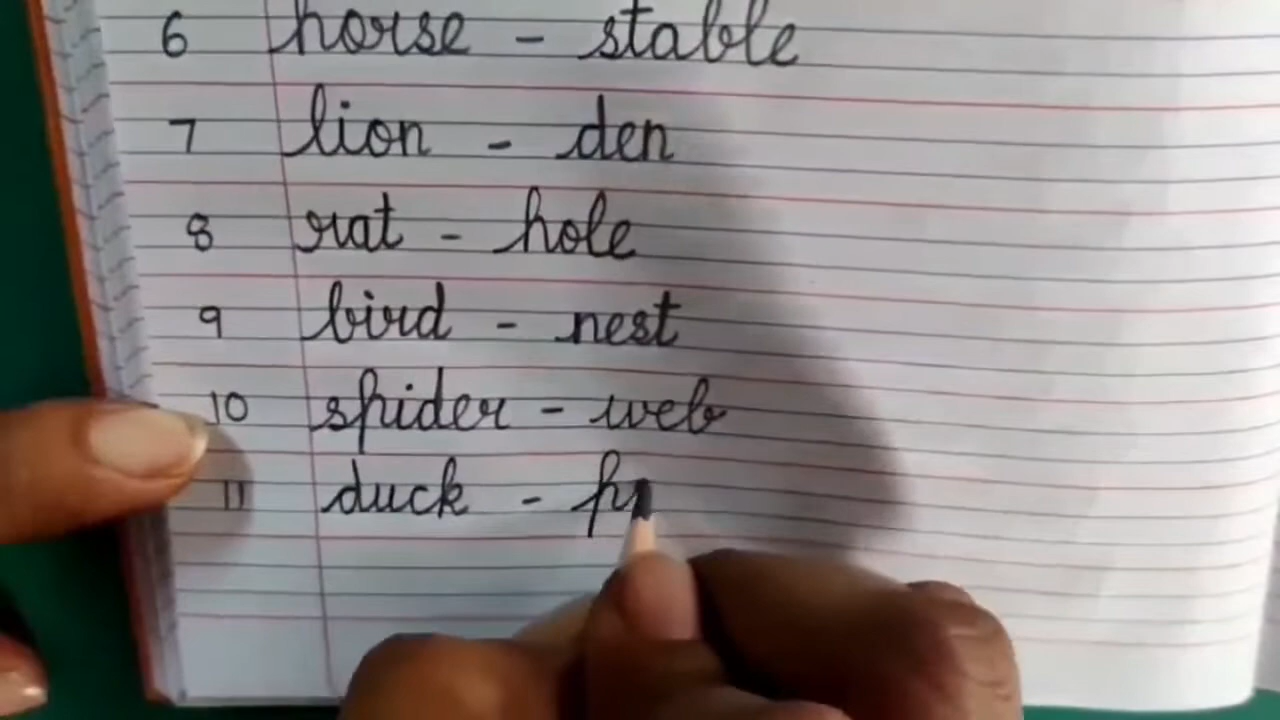 6 horse - stable
7 lion - den
8 rat - hole
9 bird - nest
10 spider - web
11 duck - p